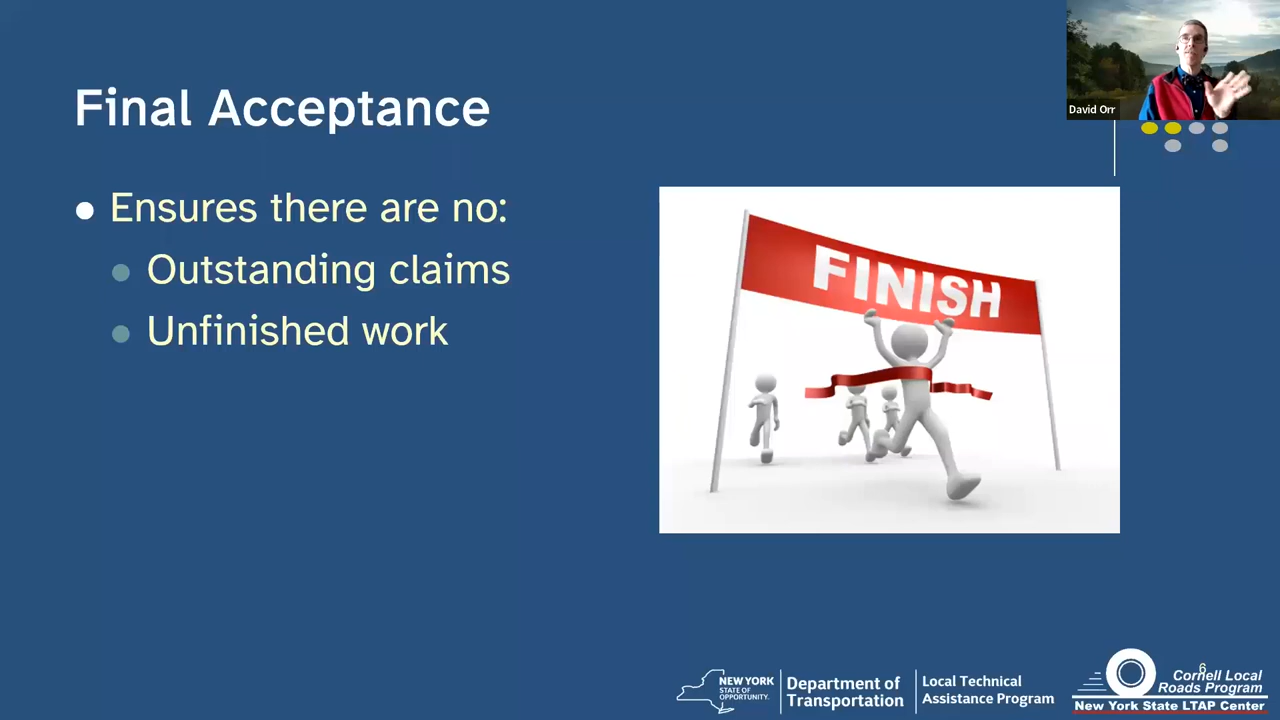 David Orr
Final Acceptance
Ensures there are no:
Outstanding claims
Unfinished work
FINISH
NEW YORK
STATE OF
OPPORTUNITY.
Department of
Transportation
Local Technical
Assistance Program
6
Cornell Local
Roads Program
New York State LTAP Center